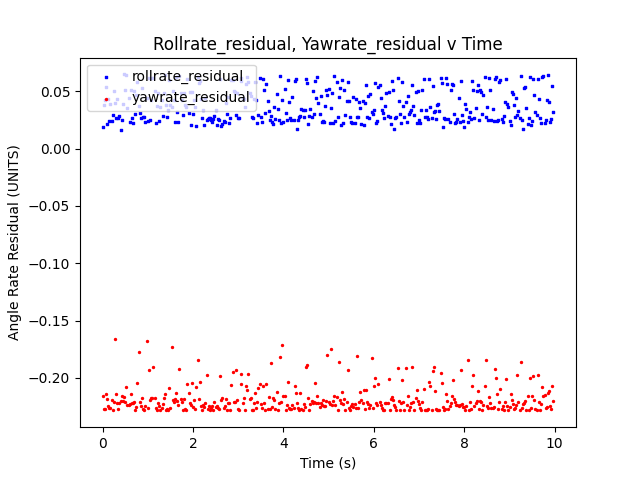 Rollrate_residual, Yawrate_residual v Time
rollrate_residual
yawrate_residual
Angle Rate Residual (UNITS)
0.05
0.00
−0.05
−0.10
−0.15
−0.20
0
2
4
6
8
10
Time (s)